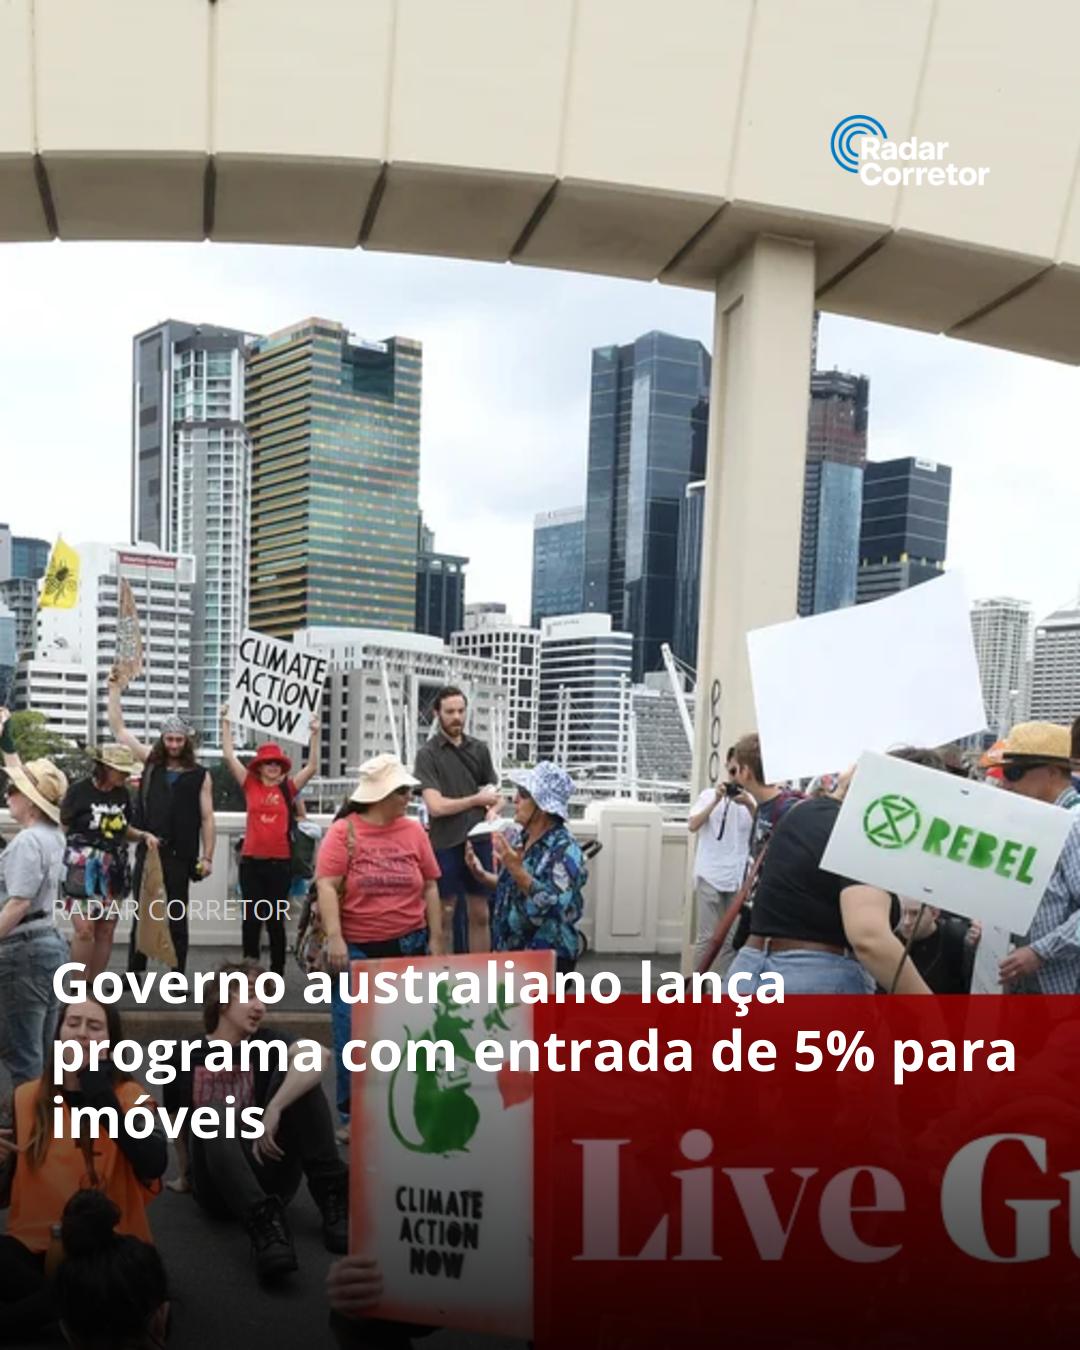 Radar
Corretor
CLIMATE
ACTION
NOW
REBEL
RADAR CORRETOR
Governo australiano lança
programa com entrada de 5% para
imóveis
CLIMATE
ACTION
NOW
Live